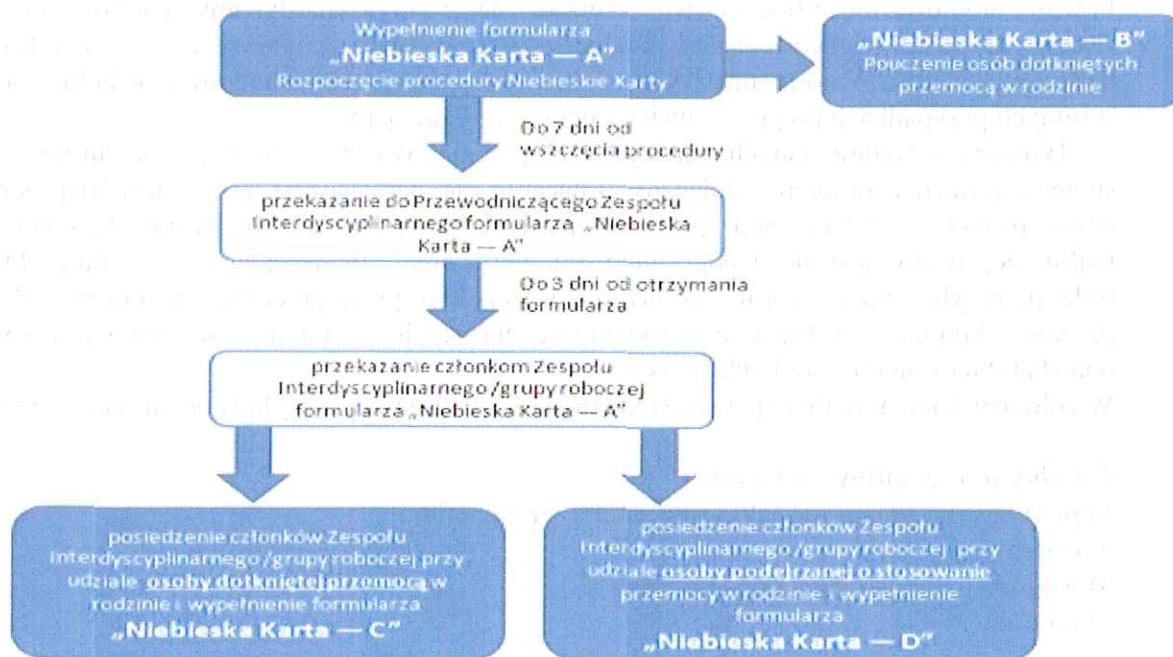 Wypełnienie formularza
„Niebieska Karta — A”
Rozpoczęcie procedury Niebieskie Karty
„Niebieska Karta — B”
Pouczenie osób dotkniętych
przemocą w rodzinie
Do 7 dni od
wszczęcia procedury
przekazanie do Przewodniczącego Zespołu
Interdyscyplinarnego formularza „Niebieska
Karta — A”
Do 3 dni od otrzymania
formularza
przekazanie członkom Zespołu
Interdyscyplinarnego /grupy roboczej
formularza „Niebieska Karta — A”
posiedzenie członków Zespołu
Interdyscyplinarnego /grupy roboczej przy
udziale osoby dotkniętej przemocą w
rodzinie i wypełnienie formularza
„Niebieska Karta — C”
posiedzenie członków Zespołu
Interdyscyplinarnego /grupy roboczej przy
udziale osoby podejrzanej o stosowanie
przemocy w rodzinie i wypełnienie
formularza
„Niebieska Karta — D”